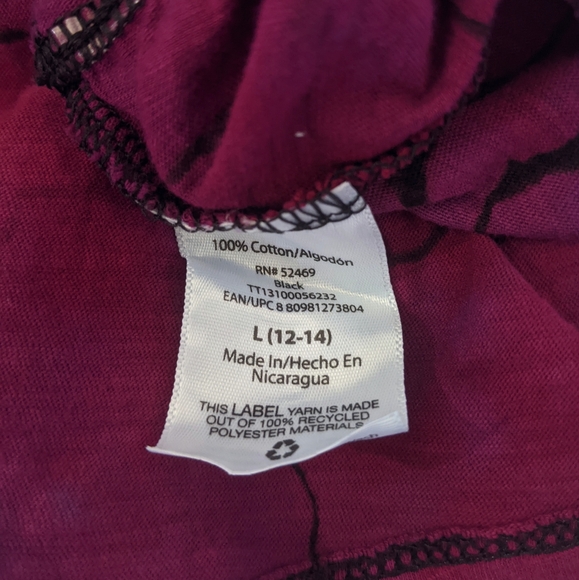 100% Cotton/Algodón
RN# 52469
Black
TT13100056232
EAN/UPC 8 80981273804
L (12-14)
Made In/Hecho En
Nicaragua
THIS LABEL YARN IS MADE
OUT OF 100% RECYCLED
POLYESTER MATERIALS